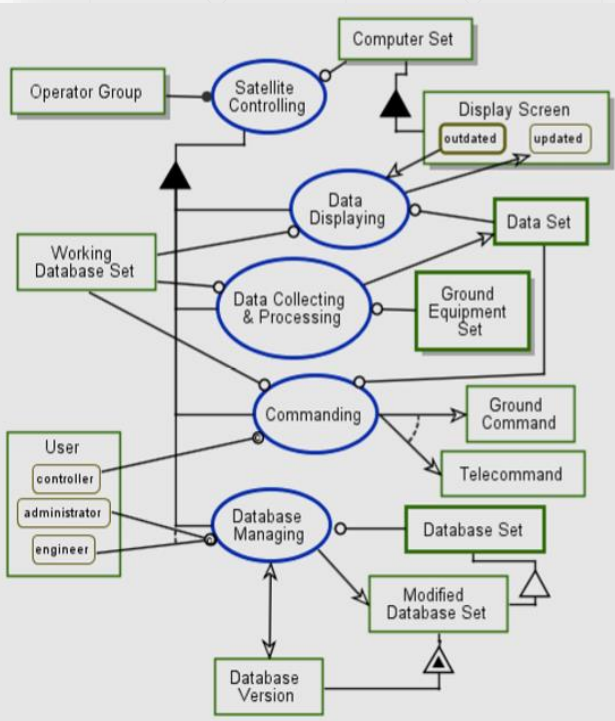 Computer Set
Operator Group
Satellite
Controlling
Display Screen
outdated
updated
Data
Displaying
Data Set
Working
Database Set
Data Collecting
& Processing
Ground
Equipment
Set
Commanding
Ground
Command
User
controller
administrator
engineer
Telecommand
Database
Managing
Database Set
Modified
Database Set
Database
Version